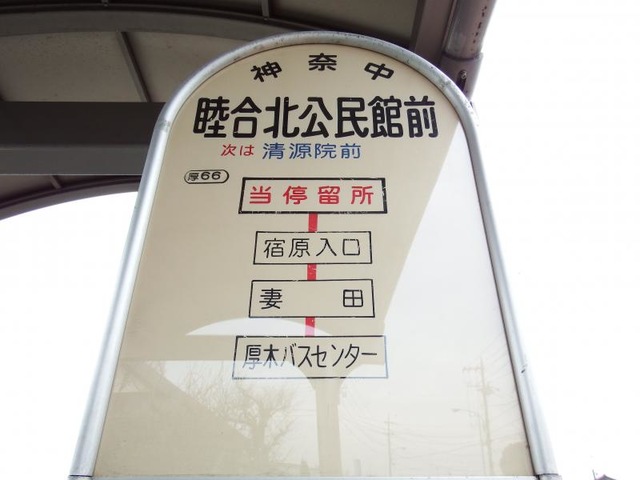 神奈中
睦合北公民館前
次は 清源院前
厚66
当停留所
宿原入口
妻田
厚木バスセンター